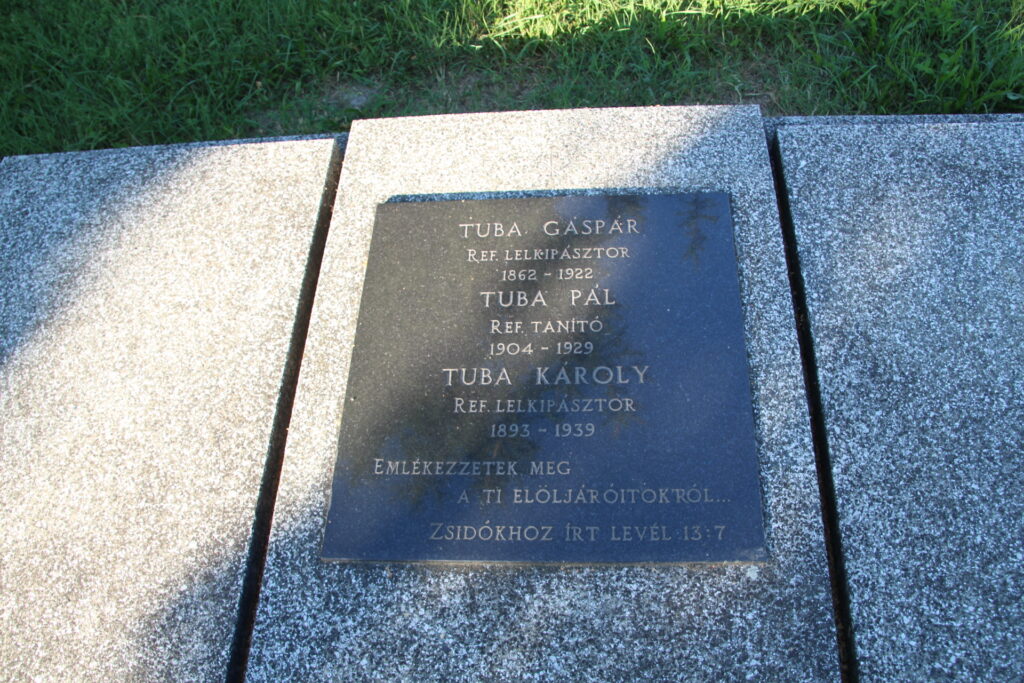 TUBA GÁSPÁR
REF. LELKIPÁSZTOR
1862 - 1922
TUBA PÁL
REF. TANÍTÓ
1904 - 1929
TUBA KÁROLY
REF. LELKIPÁSZTOR
1893 - 1939
EMLÉKEZZETEK MEG
A TI ELÖLJÁRÓITOKRÓL...
ZSIDÓKHOZ ÍRT LEVÉL 13:7